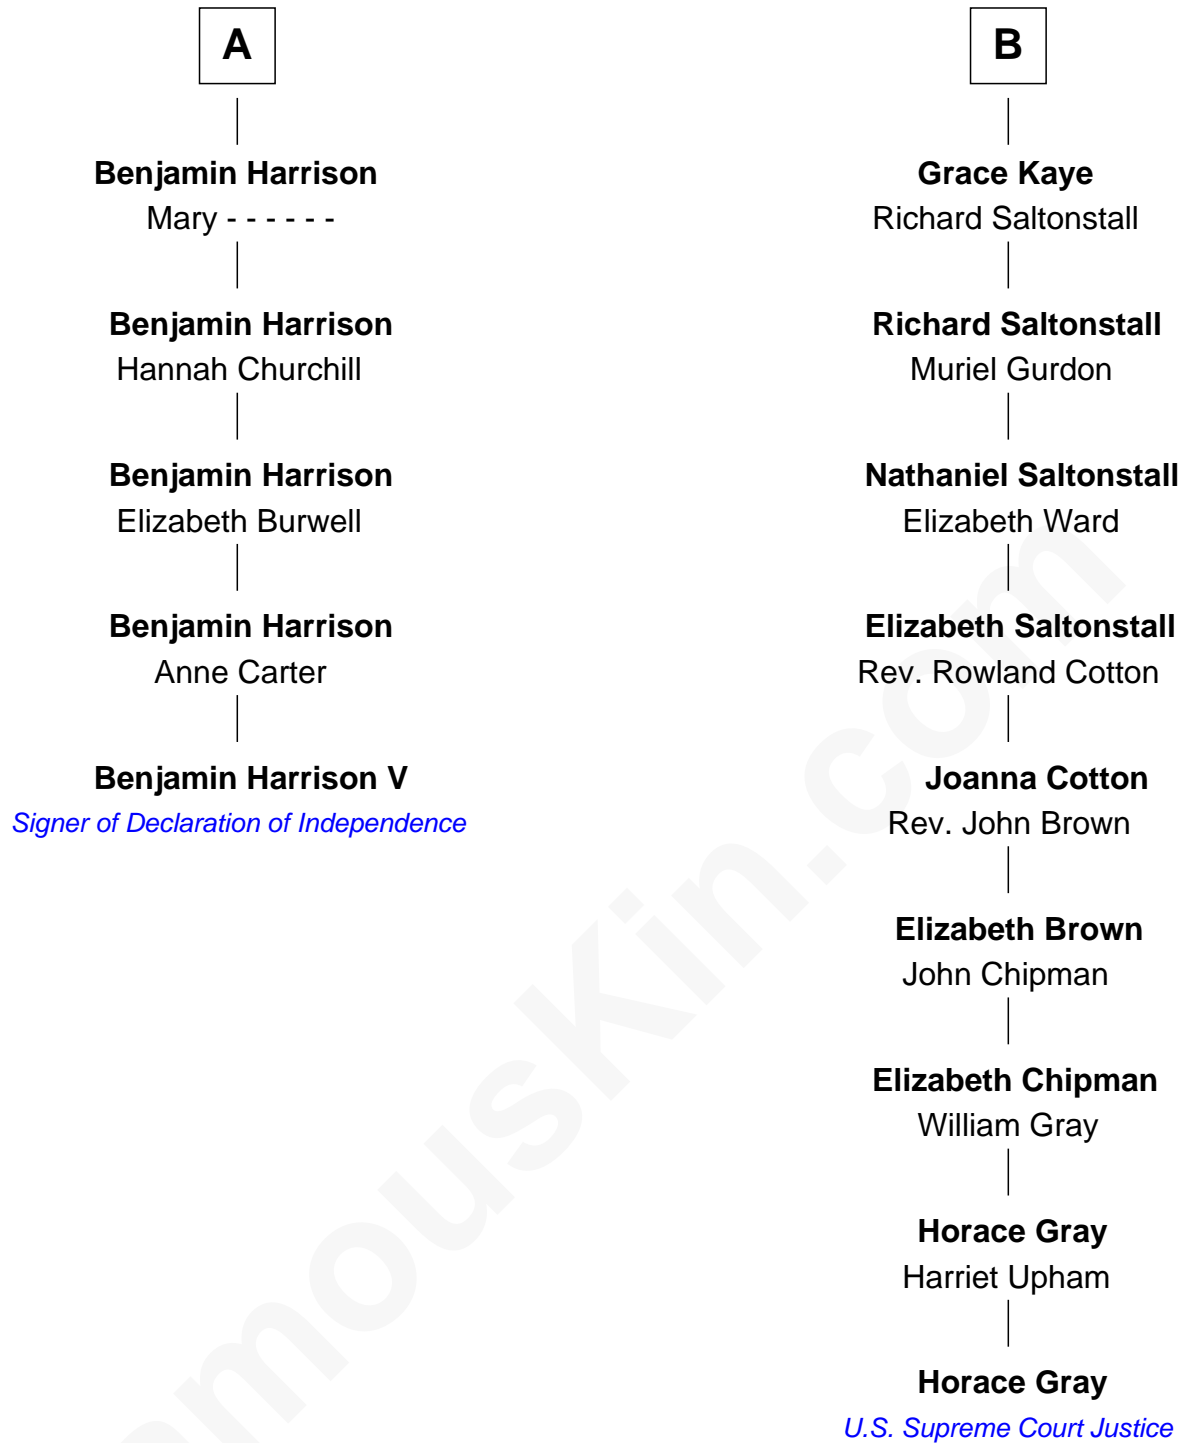 A
Benjamin Harrison
Mary - - - - - -
Benjamin Harrison
Hannah Churchill
Benjamin Harrison
Elizabeth Burwell
Benjamin Harrison
Anne Carter
Benjamin Harrison V
Signer of Declaration of Independence
B
Grace Kaye
Richard Saltonstall
Richard Saltonstall
Muriel Gurdon
Nathaniel Saltonstall
Elizabeth Ward
Elizabeth Saltonstall
Rev. Rowland Cotton
Joanna Cotton
Rev. John Brown
Elizabeth Brown
John Chipman
Elizabeth Chipman
William Gray
Horace Gray
Harriet Upham
Horace Gray
U.S. Supreme Court Justice
amousKin.com